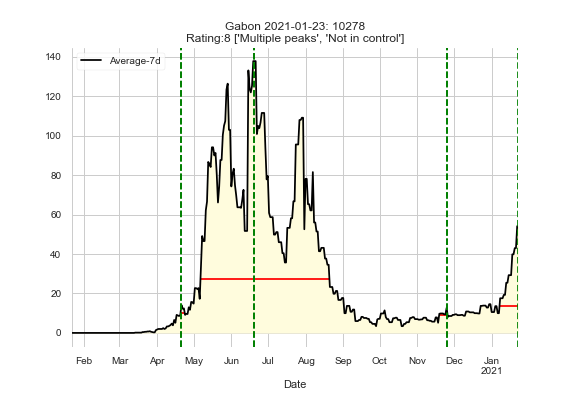 Gabon 2021-01-23: 10278
Rating:8 ['Multiple peaks', 'Not in control']
Average-7d
140
120
100
80
60
40
20
0
Feb Mar Apr May Jun Jul Aug Sep Oct Nov Dec Jan
2021
Date